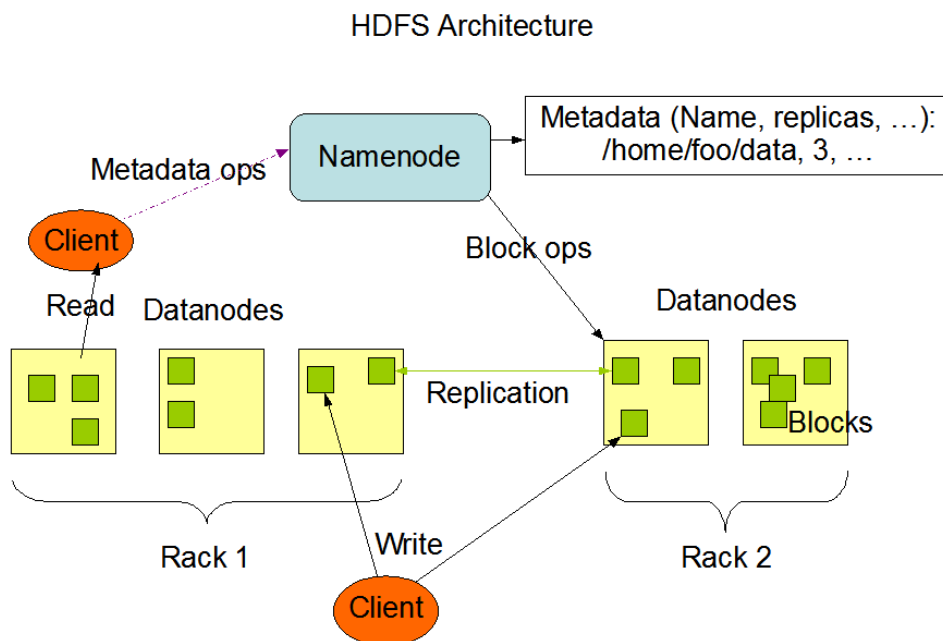 HDFS Architecture
Metadata (Name, replicas, …):
/home/foo/data, 3, …
Namenode
Metadata ops
Client
Block ops
Read
Datanodes
Datanodes
Replication
Blocks
Rack 1
Write
Rack 2
Client